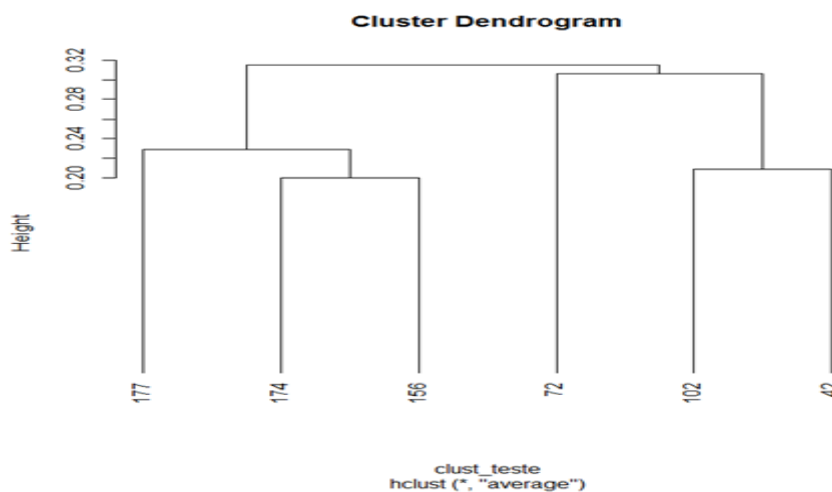 Cluster Dendrogram
Height
0.32
0.28
0.24
0.20
177
174
156
72
102
42
clust_teste
hclust (*, "average")